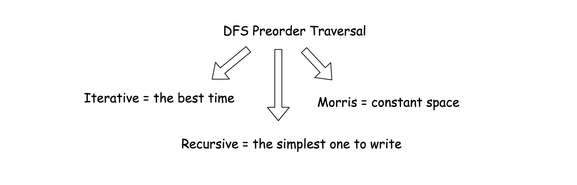 DFS Preorder Traversal
Iterative = the best time
Morris = constant space
Recursive = the simplest one to write